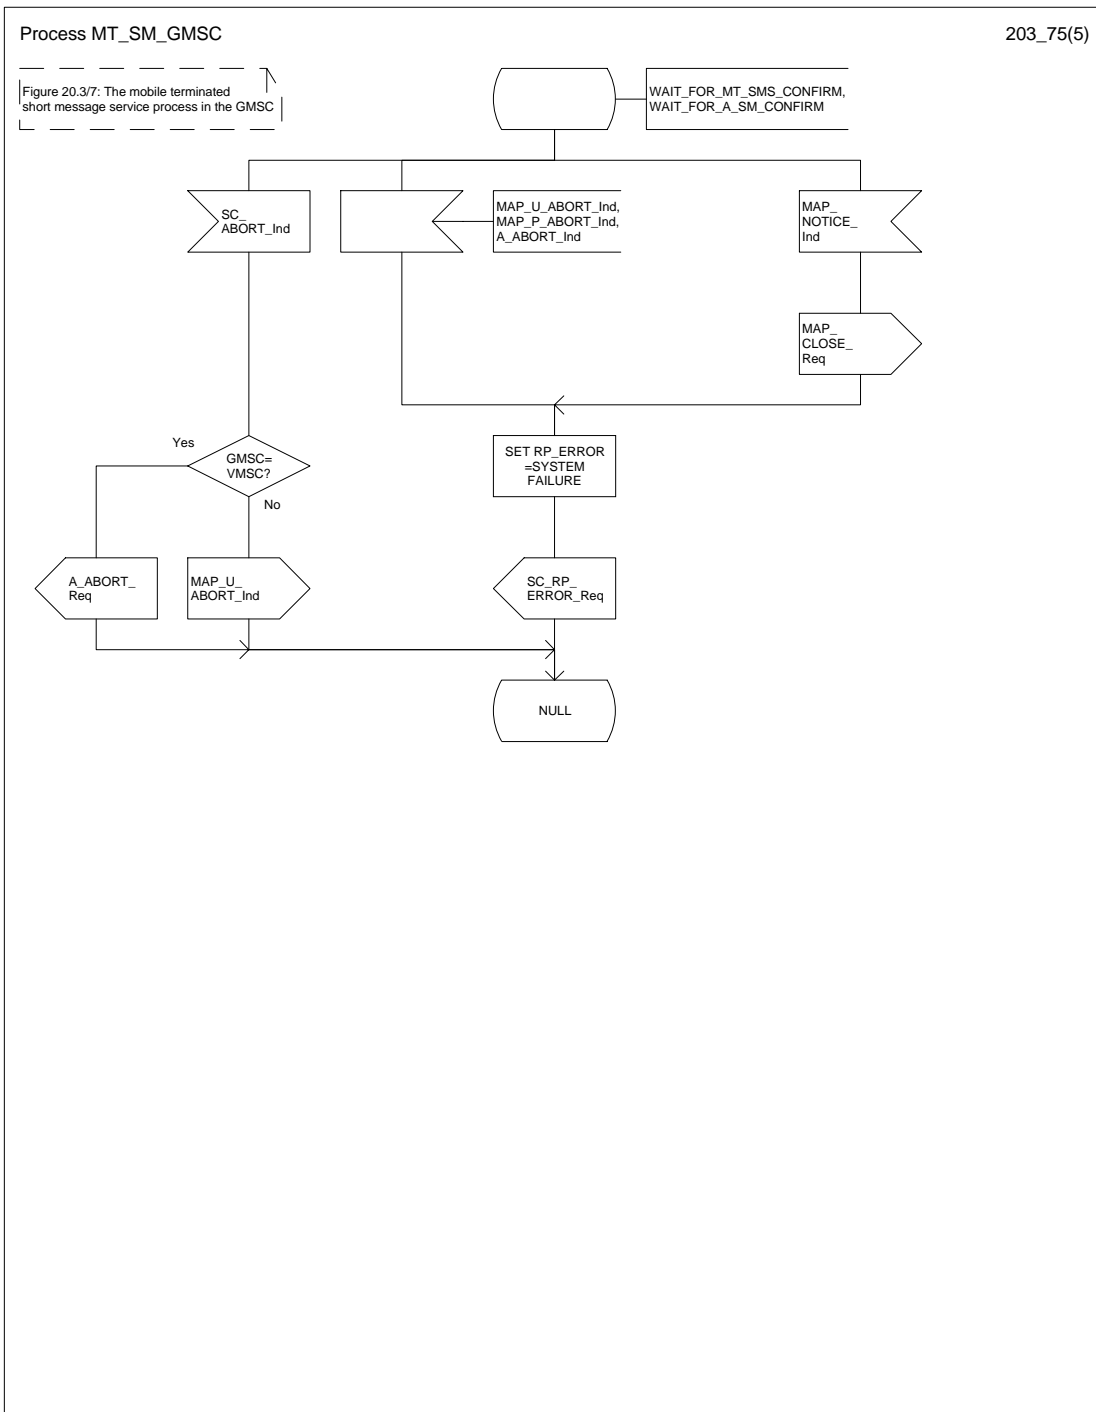 Process MT_SM_GMSC
203_75(5)
Figure 20.3/7: The mobile terminated
short message service process in the GMSC
WAIT_FOR_MT_SMS_CONFIRM,
WAIT_FOR_A_SM_CONFIRM
SC_
ABORT_Ind
MAP_U_ABORT_Ind,
MAP_P_ABORT_Ind,
A_ABORT_Ind
MAP_
NOTICE_
Ind
MAP_
CLOSE_
Req
Yes
GMSC=
VMSC?
No
SET RP_ERROR
=SYSTEM
FAILURE
A_ABORT_
Req
MAP_U_
ABORT_Ind
SC_RP_
ERROR_Req
NULL